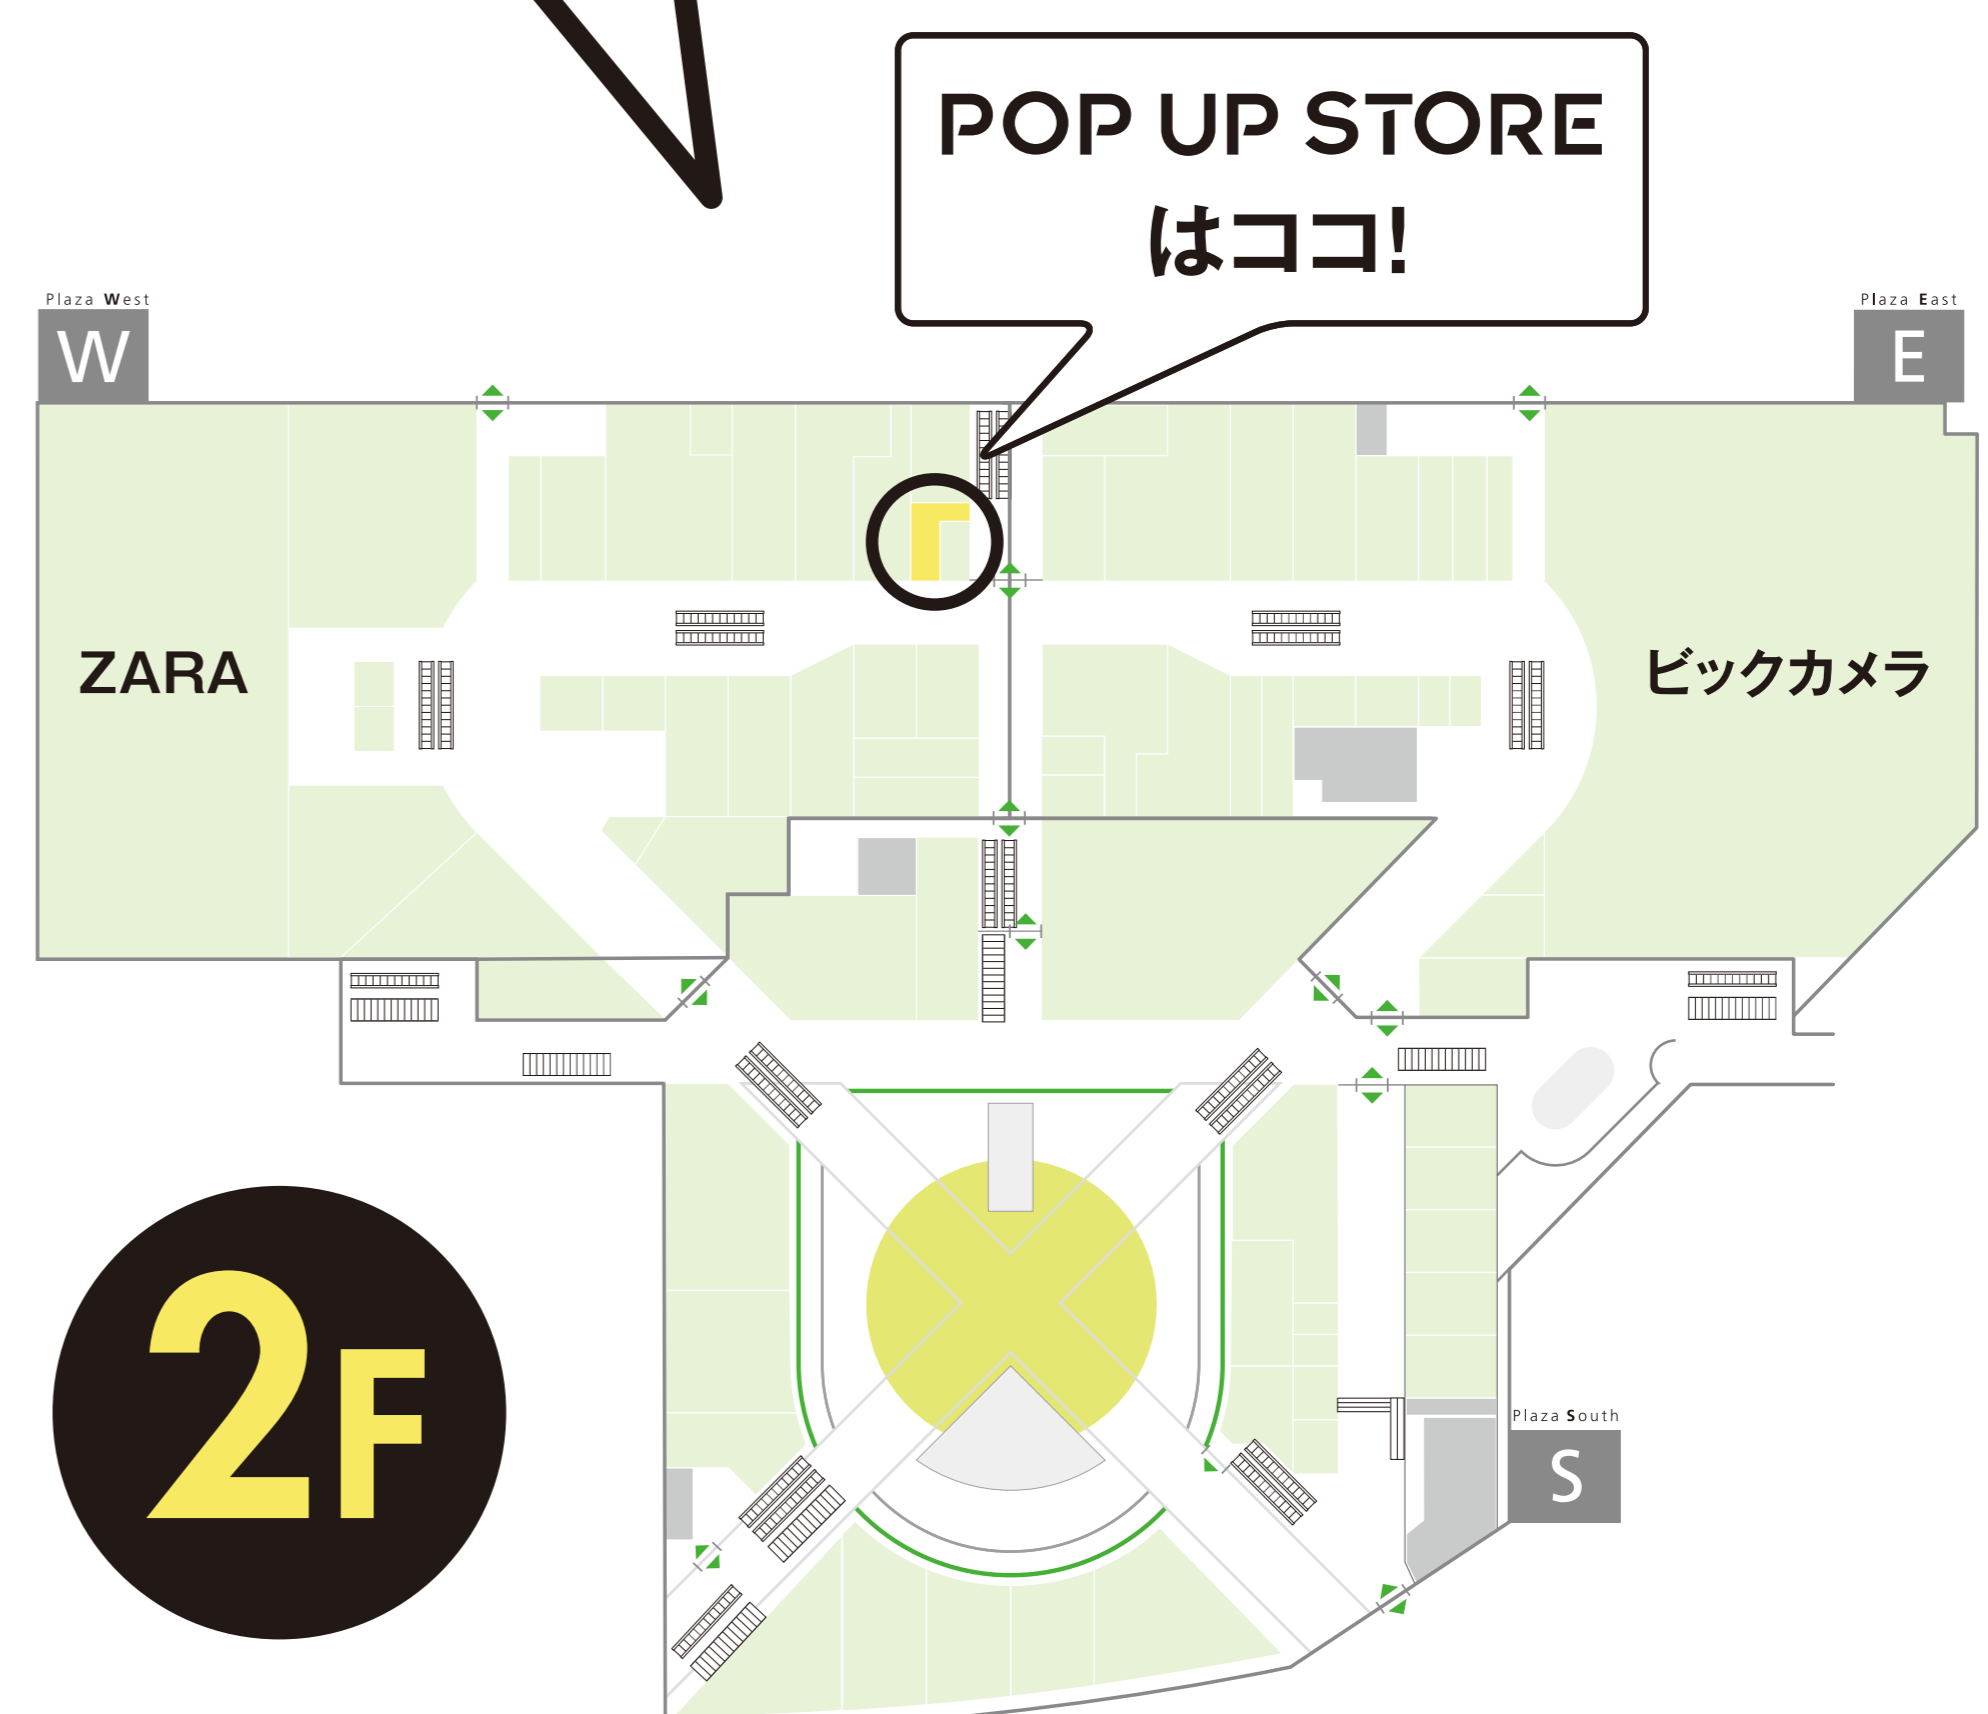 POP UP STORE
はココ!
Plaza West
W
Plaza East
E
ZARA
ビックカメラ
2F
Plaza South
S